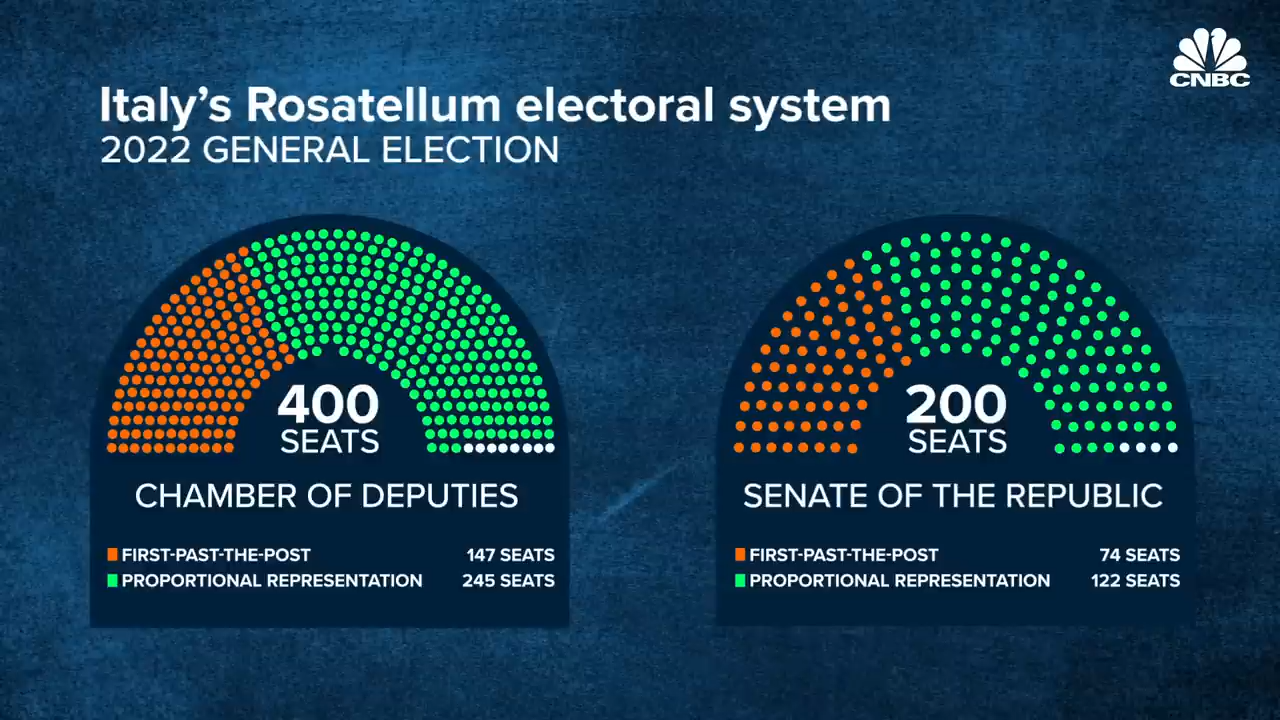 CNBC
Italy's Rosatellum electoral system
2022 GENERAL ELECTION
400
SEATS
CHAMBER OF DEPUTIES
FIRST-PAST-THE-POST 147 SEATS
PROPORTIONAL REPRESENTATION 245 SEATS
200
SEATS
SENATE OF THE REPUBLIC
FIRST-PAST-THE-POST 74 SEATS
PROPORTIONAL REPRESENTATION 122 SEATS